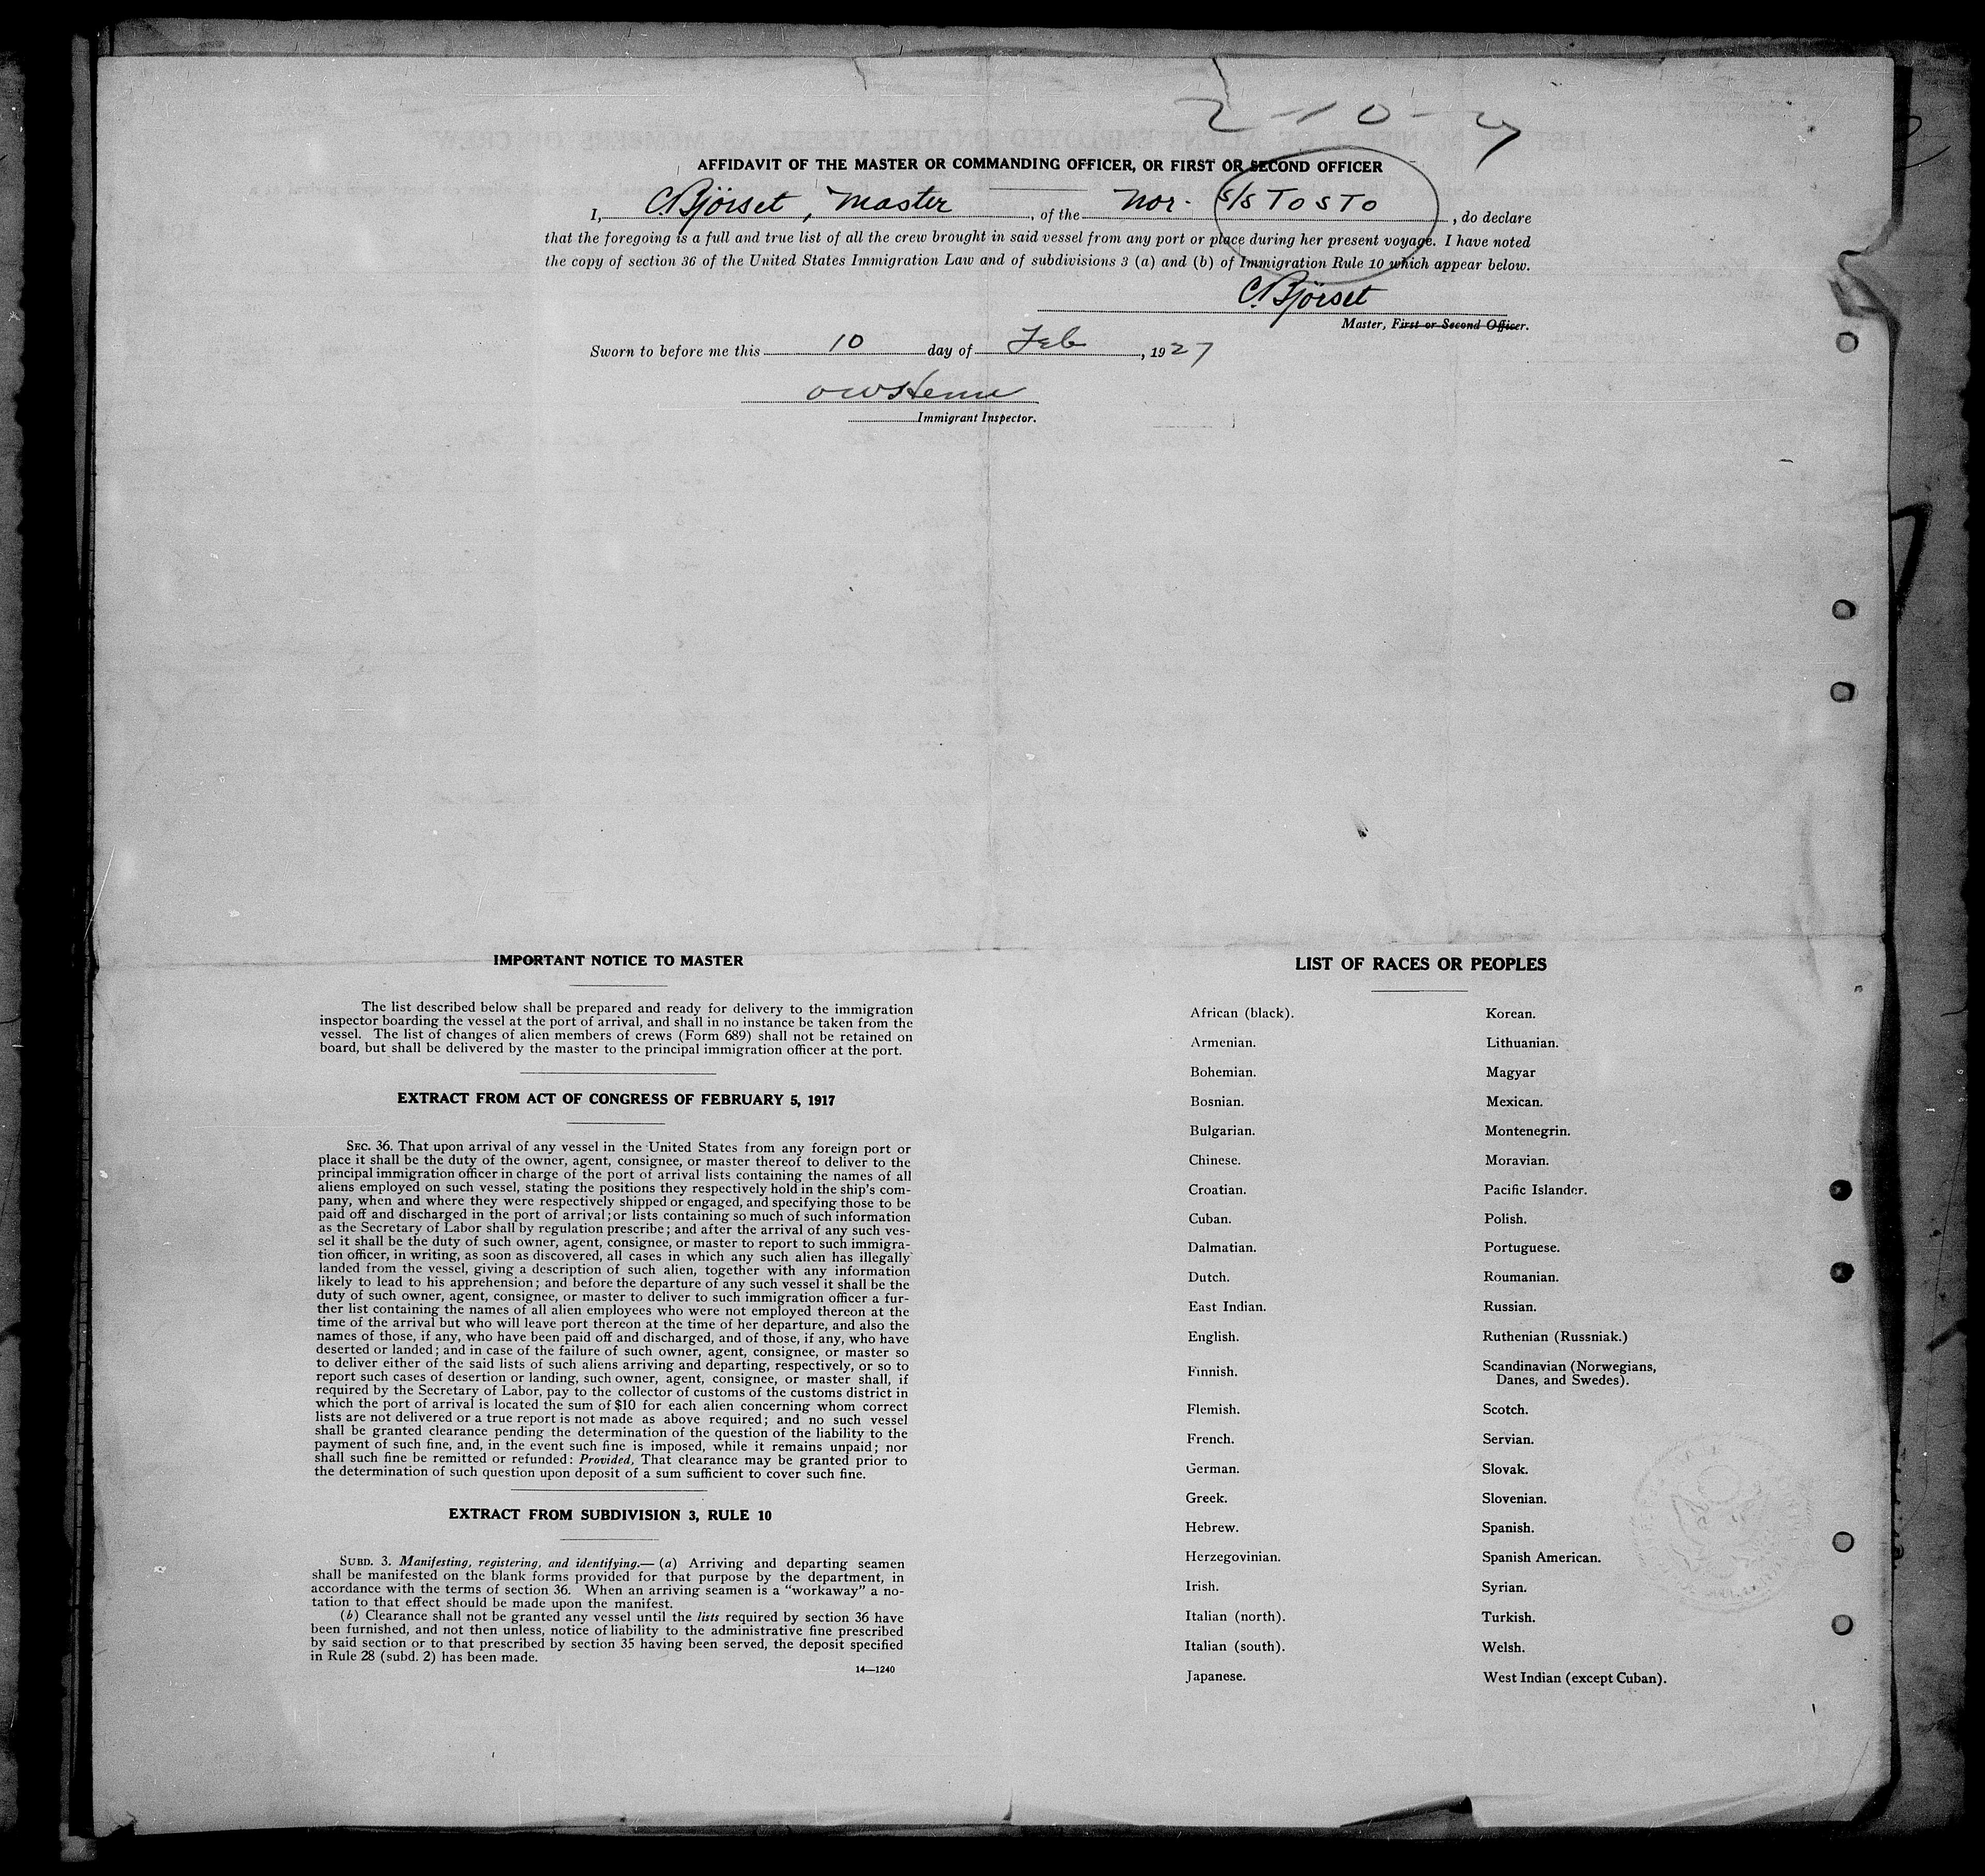 2-10-27
AFFIDAVIT OF THE MASTER OR COMMANDING OFFICER, OR FIRST OR SECOND OFFICER
I, C. Bjòrset, Master, of the Nor. S/S TOSTO, do declare
that the foregoing is a full and true list of all the crew brought in said vessel from any port or place during her present voyage. I have noted
the copy of section 36 of the United States Immigration Law and of subdivisions 3 (a) and (b) of Immigration Rule 10 which appear below.
C. Bjòrset
Master, First or Second Officer.
Sworn to before me this 10 day of Feb, 1927
Immigrant Inspector.
IMPORTANT NOTICE TO MASTER
The list described below shall be prepared and ready for delivery to the immigration
inspector boarding the vessel at the port of arrival, and shall in no instance be taken from the
vessel. The list of changes of alien members of crews (Form 689) shall not be retained on
board, but shall be delivered by the master to the principal immigration officer at the port.
EXTRACT FROM ACT OF CONGRESS OF FEBRUARY 5, 1917
SEC. 36. That upon arrival of any vessel in the United States from any foreign port or
place it shall be the duty of the owner, agent, consignee, or master thereof to deliver to the
principal immigration officer in charge of the port of arrival lists containing the names of all
aliens employed on such vessel, stating the positions they respectively hold in the ship's com-
pany, when and where they were respectively shipped or engaged, and specifying those to be
paid off and discharged in the port of arrival; or lists containing so much of such information
as the Secretary of Labor shall by regulation prescribe; and after the arrival of any such ves-
sel it shall be the duty of such owner, agent, consignee, or master to report to such immigra-
tion officer, in writing, as soon as discovered, all cases in which any such alien has illegally
landed from the vessel, giving a description of such alien, together with any information
likely to lead to his apprehension; and before the departure of any such vessel it shall be the
duty of such owner, agent, consignee, or master to deliver to such immigration officer a fur-
ther list containing the names of all alien employees who were not employed thereon at the
time of the arrival but who will leave port thereon at the time of her departure, and also the
names of those, if any, who have been paid off and discharged, and of those, if any, who have
deserted or landed; and in case of the failure of such owner, agent, consignee, or master so
to deliver either of the said lists of such aliens arriving and departing, respectively, or so to
report such cases of desertion or landing, such owner, agent, consignee, or master shall, if
required by the Secretary of Labor, pay to the collector of customs of the customs district in
which the port of arrival is located the sum of $10 for each alien concerning whom correct
lists are not delivered or a true report is not made as above required; and no such vessel
shall be granted clearance pending the determination of the question of the liability to the
payment of such fine, and, in the event such fine is imposed, while it remains unpaid; nor
shall such fine be remitted or refunded: Provided, That clearance may be granted prior to
the determination of such question upon deposit of a sum sufficient to cover such fine.
EXTRACT FROM SUBDIVISION 3, RULE 10
SUBD. 3. Manifesting, registering, and identifying.—(a) Arriving and departing seamen
shall be manifested on the blank forms provided for that purpose by the department, in
accordance with the terms of section 36. When an arriving seamen is a “workaway” a no-
tation to that effect should be made upon the manifest.
(b) Clearance shall not be granted any vessel until the lists required by section 36 have
been furnished, and not then unless, notice of liability to the administrative fine prescribed
by said section or to that prescribed by section 35 having been served, the deposit specified
in Rule 28 (subd. 2) has been made.
14—1240
LIST OF RACES OR PEOPLES
African (black).
Armenian.
Bohemian.
Bosnian.
Bulgarian.
Chinese.
Croatian.
Cuban.
Dalmatian.
Dutch.
East Indian.
English.
Finnish.
Flemish.
French.
German.
Greek.
Hebrew.
Herzegovinian.
Irish.
Italian (north).
Italian (south).
Japanese.
Korean.
Lithuanian.
Magyar
Mexican.
Montenegrin.
Moravian.
Pacific Islander.
Polish.
Portuguese.
Roumanian.
Russian.
Ruthenian (Russniak.)
Scandinavian (Norwegians,
Danes, and Swedes).
Scotch.
Servian.
Slovak.
Slovenian.
Spanish.
Spanish American.
Syrian.
Turkish.
Welsh.
West Indian (except Cuban).